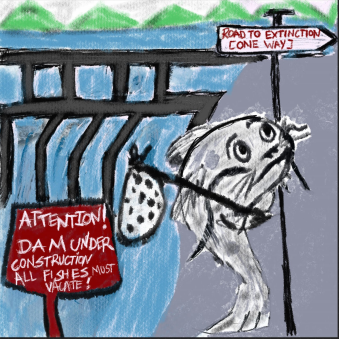 ROAD TO EXTINCTION
[ONE WAY]
ATTENTION!
DAM UNDER
CONSTRUCTION
ALL FISHES MUST
VACATE!